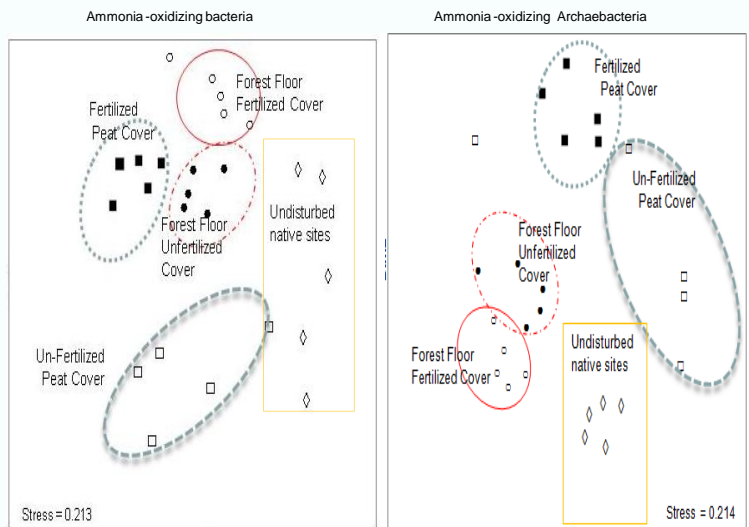 Ammonia-oxidizing bacteria
Forest Floor
Fertilized Cover
Fertilized
Peat Cover
Undisturbed
native sites
Forest Floor
Unfertilized
Cover
Un-Fertilized
Peat Cover
Stress = 0.213
Ammonia-oxidizing Archaebacteria
Fertilized
Peat Cover
Un-Fertilized
Peat Cover
Forest Floor
Unfertilized
Cover
Undisturbed
native sites
Forest Floor
Fertilized Cover
Stress = 0.214